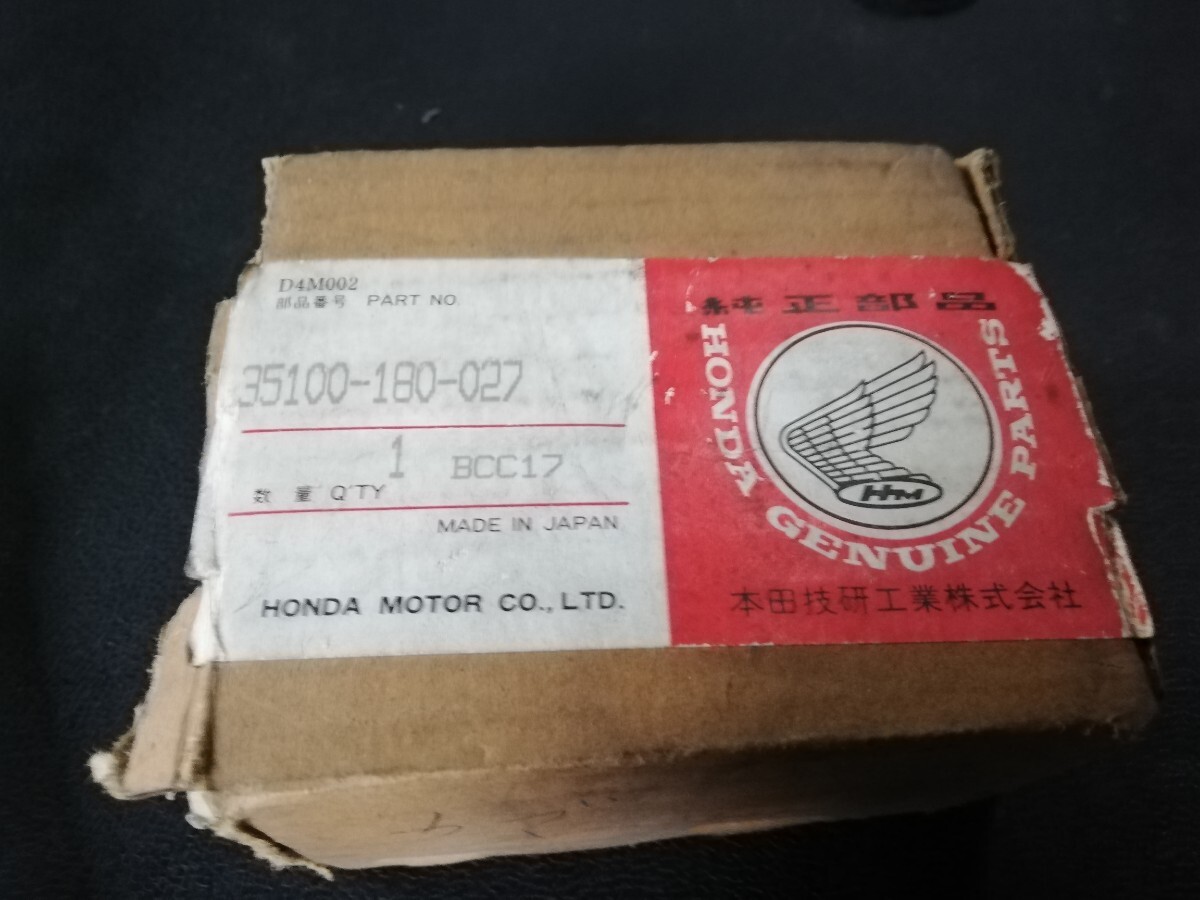 D4M002
部品番号 PART NO.
35100-180-027
1 BCC17
数量 Q'TY
MADE IN JAPAN
HONDA MOTOR CO., LTD.
純正部品
HONDA GENUINE PARTS
HM
本田技研工業株式会社